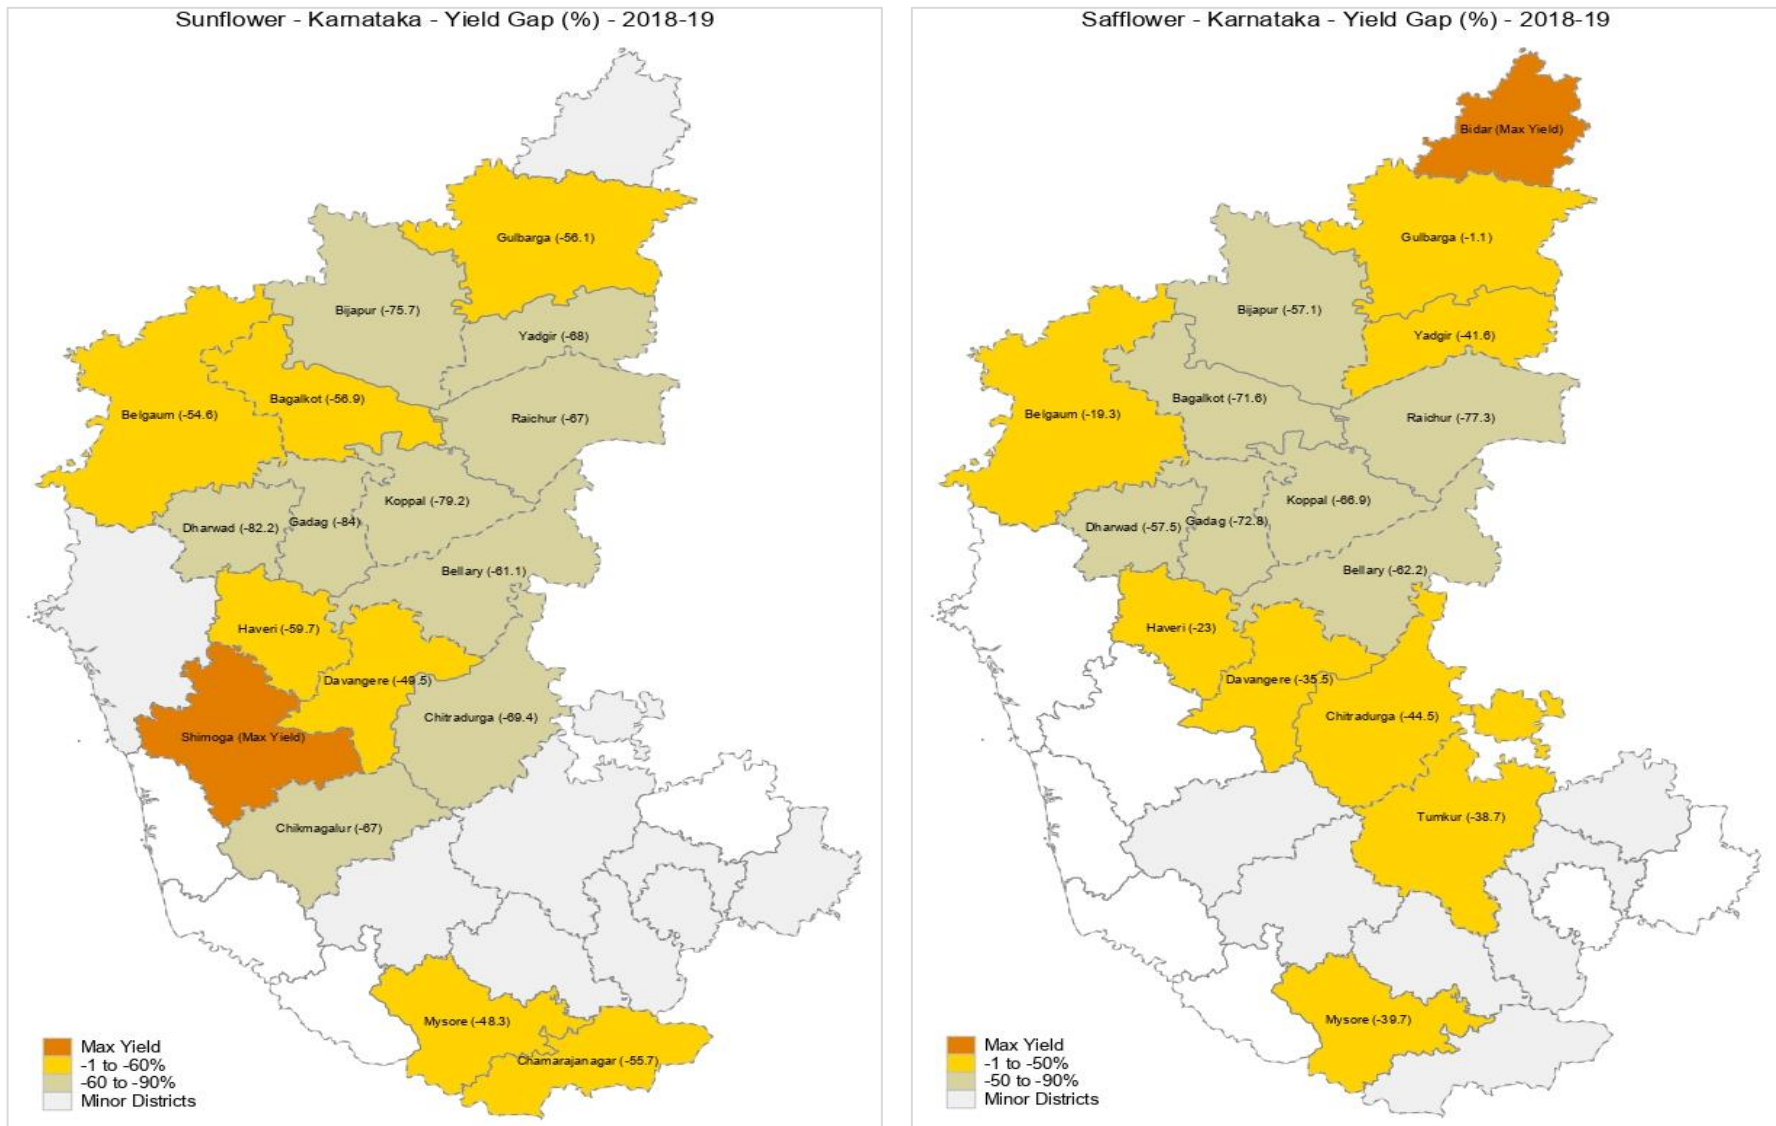 Sunflower - Karnataka - Yield Gap (%) - 2018-19
Gulbarga (-56.1)
Bijapur (-75.7)
Yadgir (-68)
Bagalkot (-56.9)
Belgaum (-54.6)
Raichur (-67)
Koppal (-79.2)
Gadag (-84)
Dharwad (-82.2)
Bellary (-61.1)
Haveri (-59.7)
Davangere (-49.5)
Chitradurga (-69.4)
Shimoga (Max Yield)
Chikmagalur (-67)
Mysore (-48.3)
Chamarajanagar (-55.7)
Max Yield
-1 to -60%
-60 to -90%
Minor Districts
Safflower - Karnataka - Yield Gap (%) - 2018-19
Bidar (Max Yield)
Gulbarga (-1.1)
Bijapur (-57.1)
Yadgir (-41.6)
Bagalkot (-71.6)
Belgaum (-19.3)
Raichur (-77.3)
Koppal (-66.9)
Gadag (-72.8)
Dharwad (-57.5)
Bellary (-62.2)
Haveri (-23)
Davangere (-35.5)
Chitradurga (-44.5)
Tumkur (-38.7)
Mysore (-39.7)
Max Yield
-1 to -50%
-50 to -90%
Minor Districts